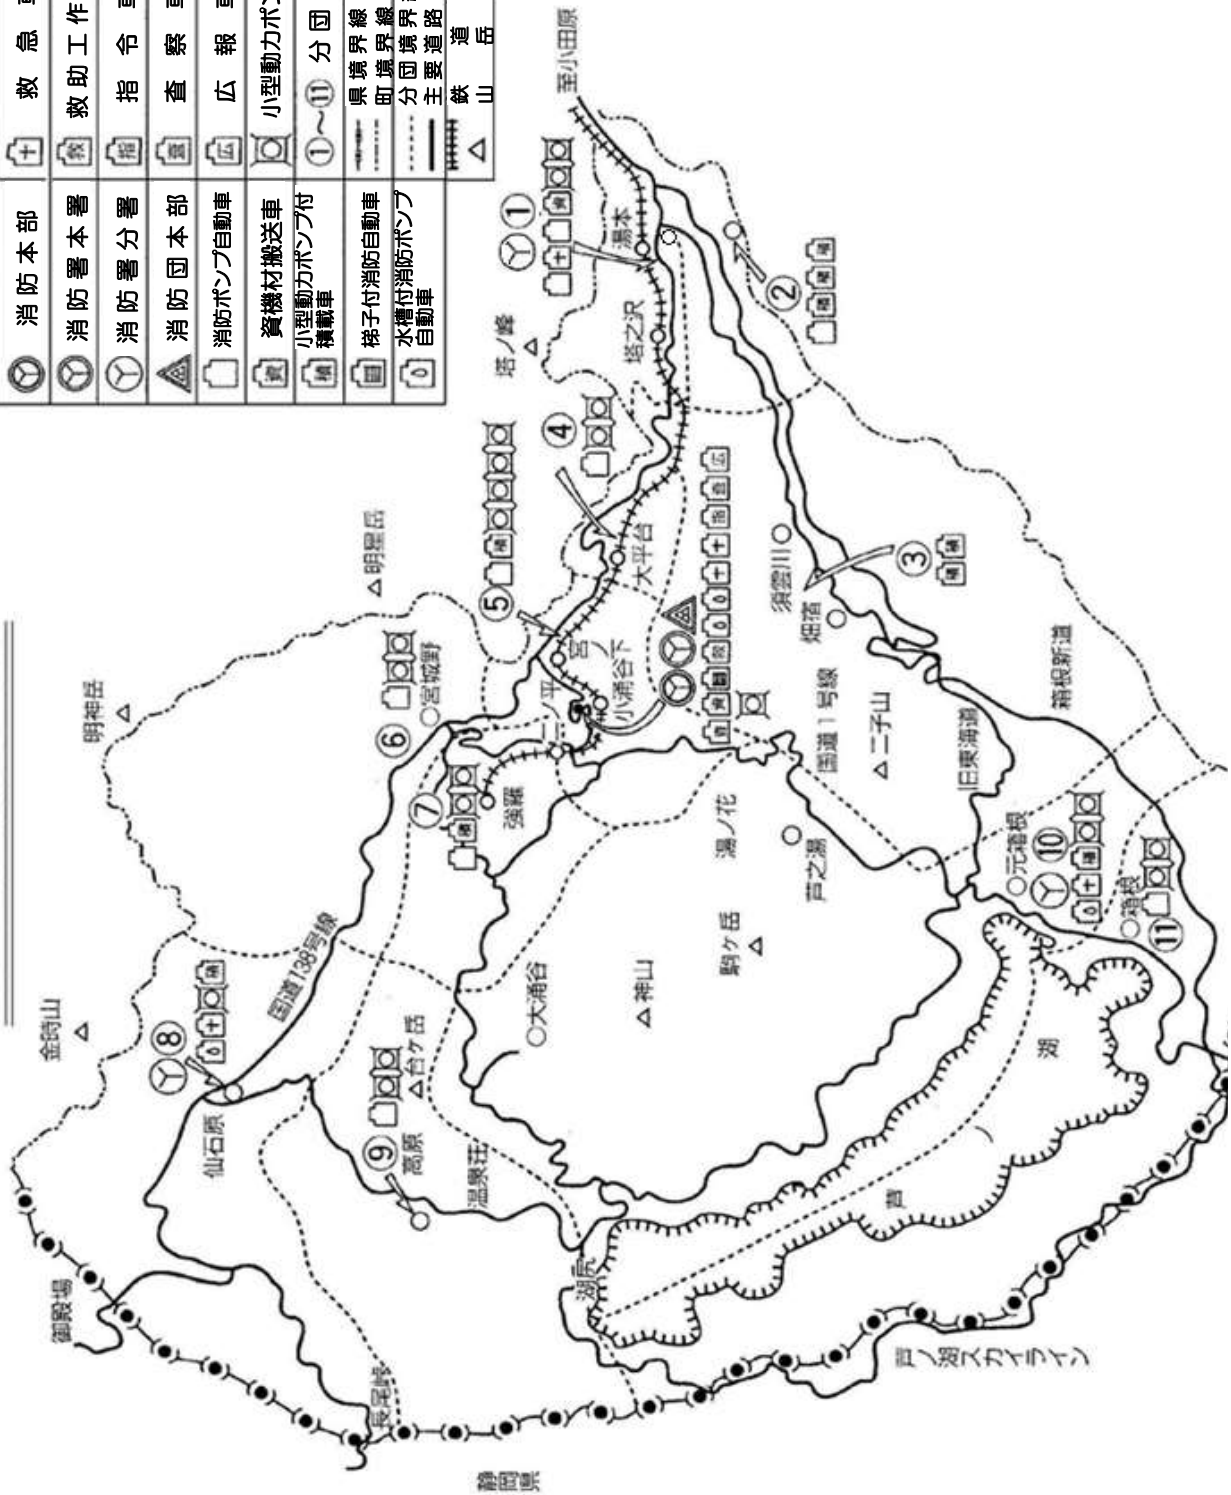 消防本部
消防署本署
消防署分署
消防団本部
消防ポンプ自動車
資機材搬送車
小型動力ポンプ付
積載車
梯子付消防自動車
水槽付消防ポンプ
自動車
救急
救助工作
指令
査察
広報
小型動力ポン
①～⑪ 分団
県境界線
町境界線
分団境界
主要道路
鉄道
山岳
至小田原
①
湯本
②
塔之沢
塔ノ峰
④
⑤
大平台
③
須雲川
畑宿
明星岳
宮ノ下
小涌谷
二ノ平
⑥
宮城野
⑦
強羅
明神岳
国道1号線
二子山
旧東海道
箱根新道
湯ノ花
芦之湯
元箱根
⑩
箱根
⑪
駒ヶ岳
神山
大涌谷
国道138号線
金時山
⑧
仙石原
台ヶ岳
⑨
高原
温泉荘
芦ノ湖
湖尻
御殿場
長尾峠
芦ノ湖スカイライン
静岡県